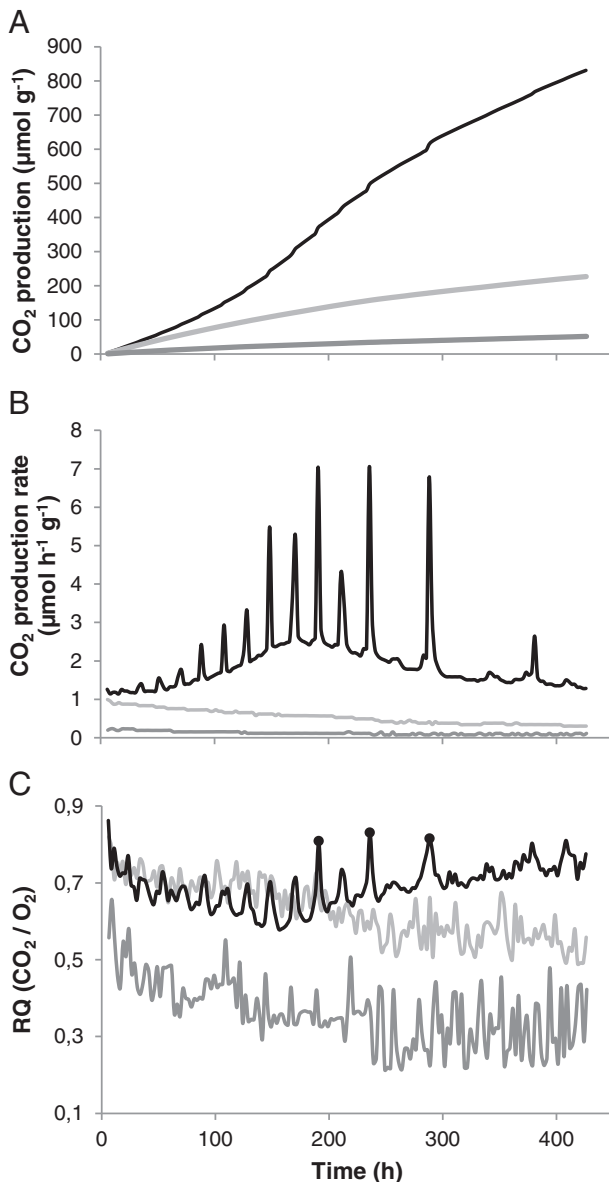 A
CO₂ production (µmol g⁻¹)
900
800
700
600
500
400
300
200
100
0
B
CO₂ production rate
(µmol h⁻¹ g⁻¹)
8
7
6
5
4
3
2
1
0
C
RQ (CO₂ / O₂)
0,9
0,7
0,5
0,3
0,1
0 100 200 300 400
Time (h)